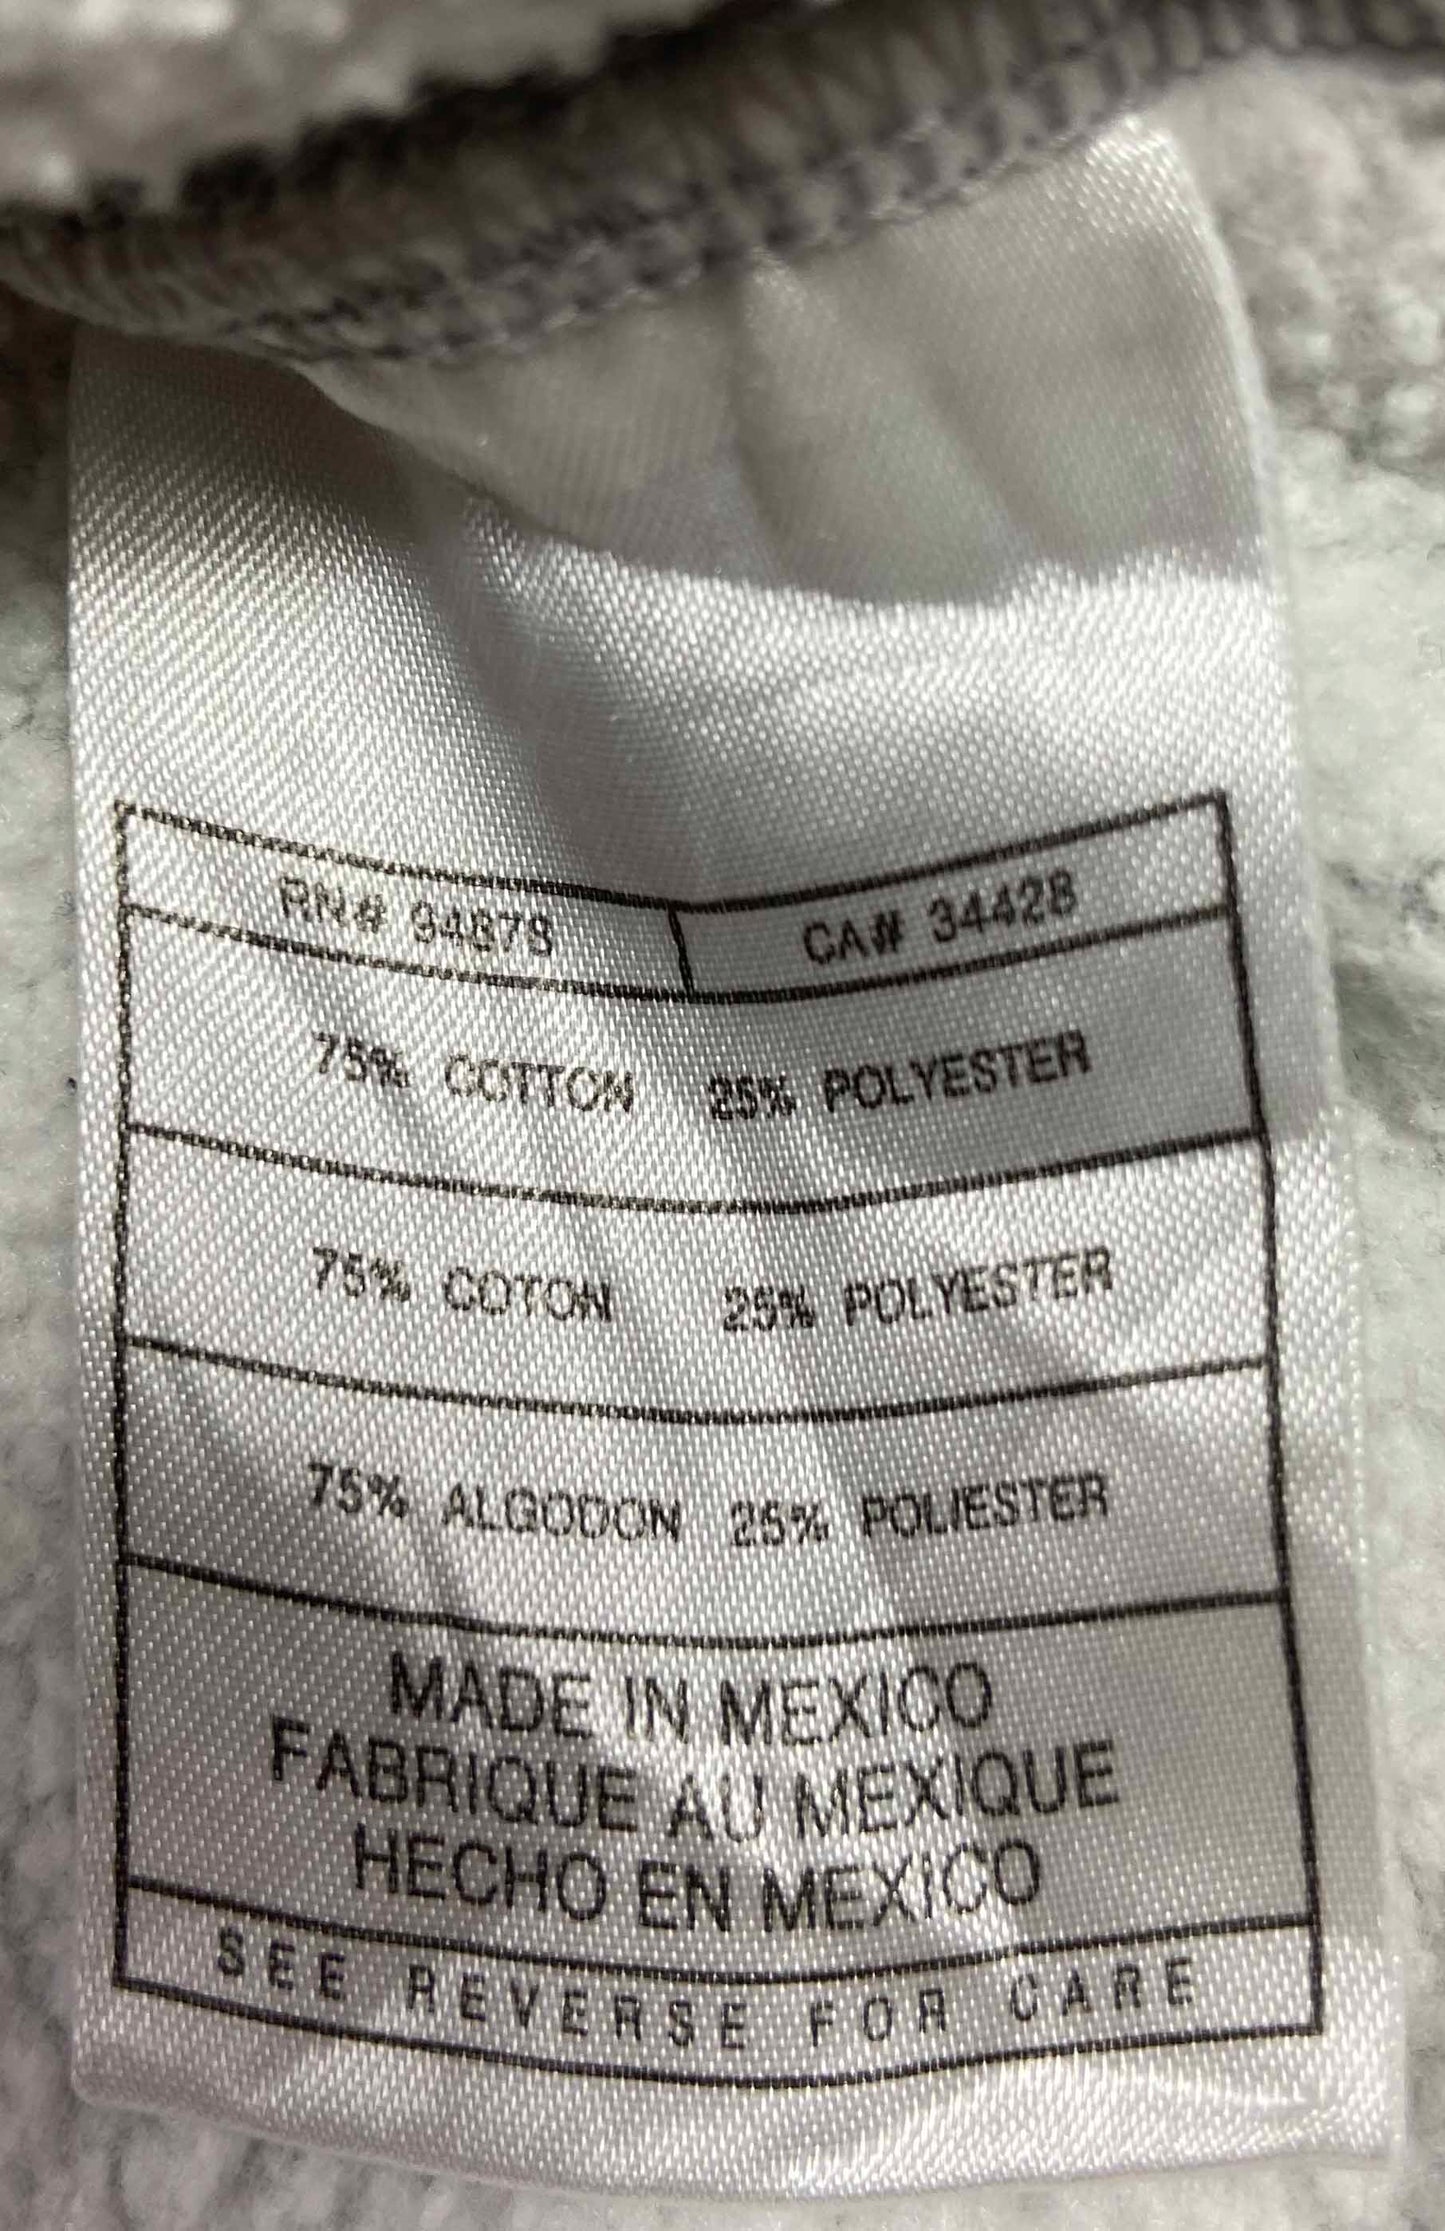 RN# 94878
CA# 34428
75% COTTON 25% POLYESTER
75% COTON 25% POLYESTER
75% ALGODON 25% POLIESTER
MADE IN MEXICO
FABRIQUE AU MEXIQUE
HECHO EN MEXICO
SEE REVERSE FOR CARE